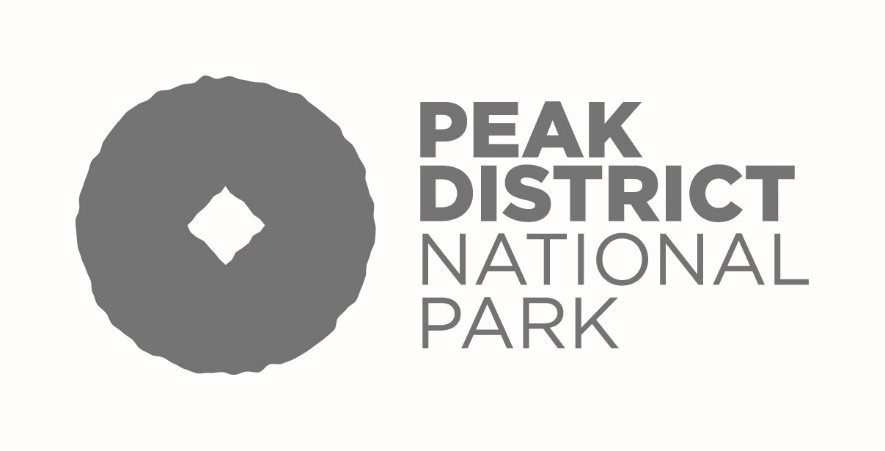 PEAK
DISTRICT
NATIONAL
PARK